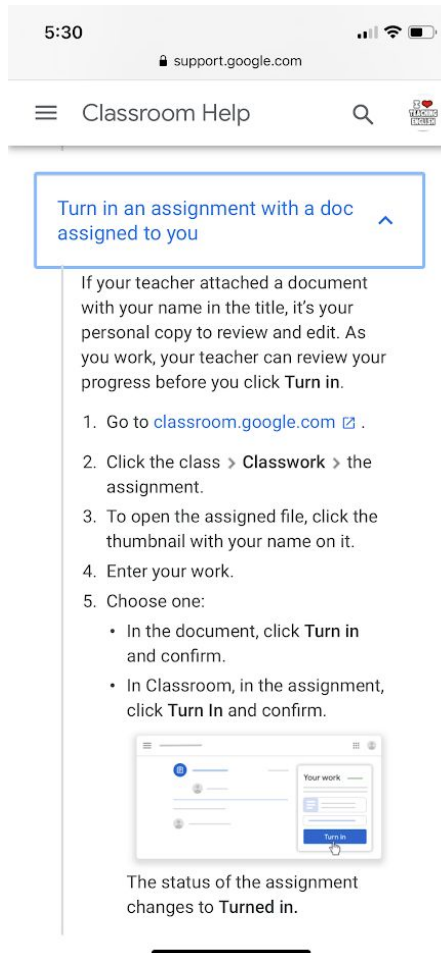 5:30
support.google.com
Classroom Help
I ❤ TEACHING ENGLISH
Turn in an assignment with a doc
assigned to you
If your teacher attached a document
with your name in the title, it's your
personal copy to review and edit. As
you work, your teacher can review your
progress before you click Turn in.
1. Go to classroom.google.com .
2. Click the class > Classwork > the
assignment.
3. To open the assigned file, click the
thumbnail with your name on it.
4. Enter your work.
5. Choose one:
• In the document, click Turn in
and confirm.
• In Classroom, in the assignment,
click Turn In and confirm.
Your work
Turn in
The status of the assignment
changes to Turned in.